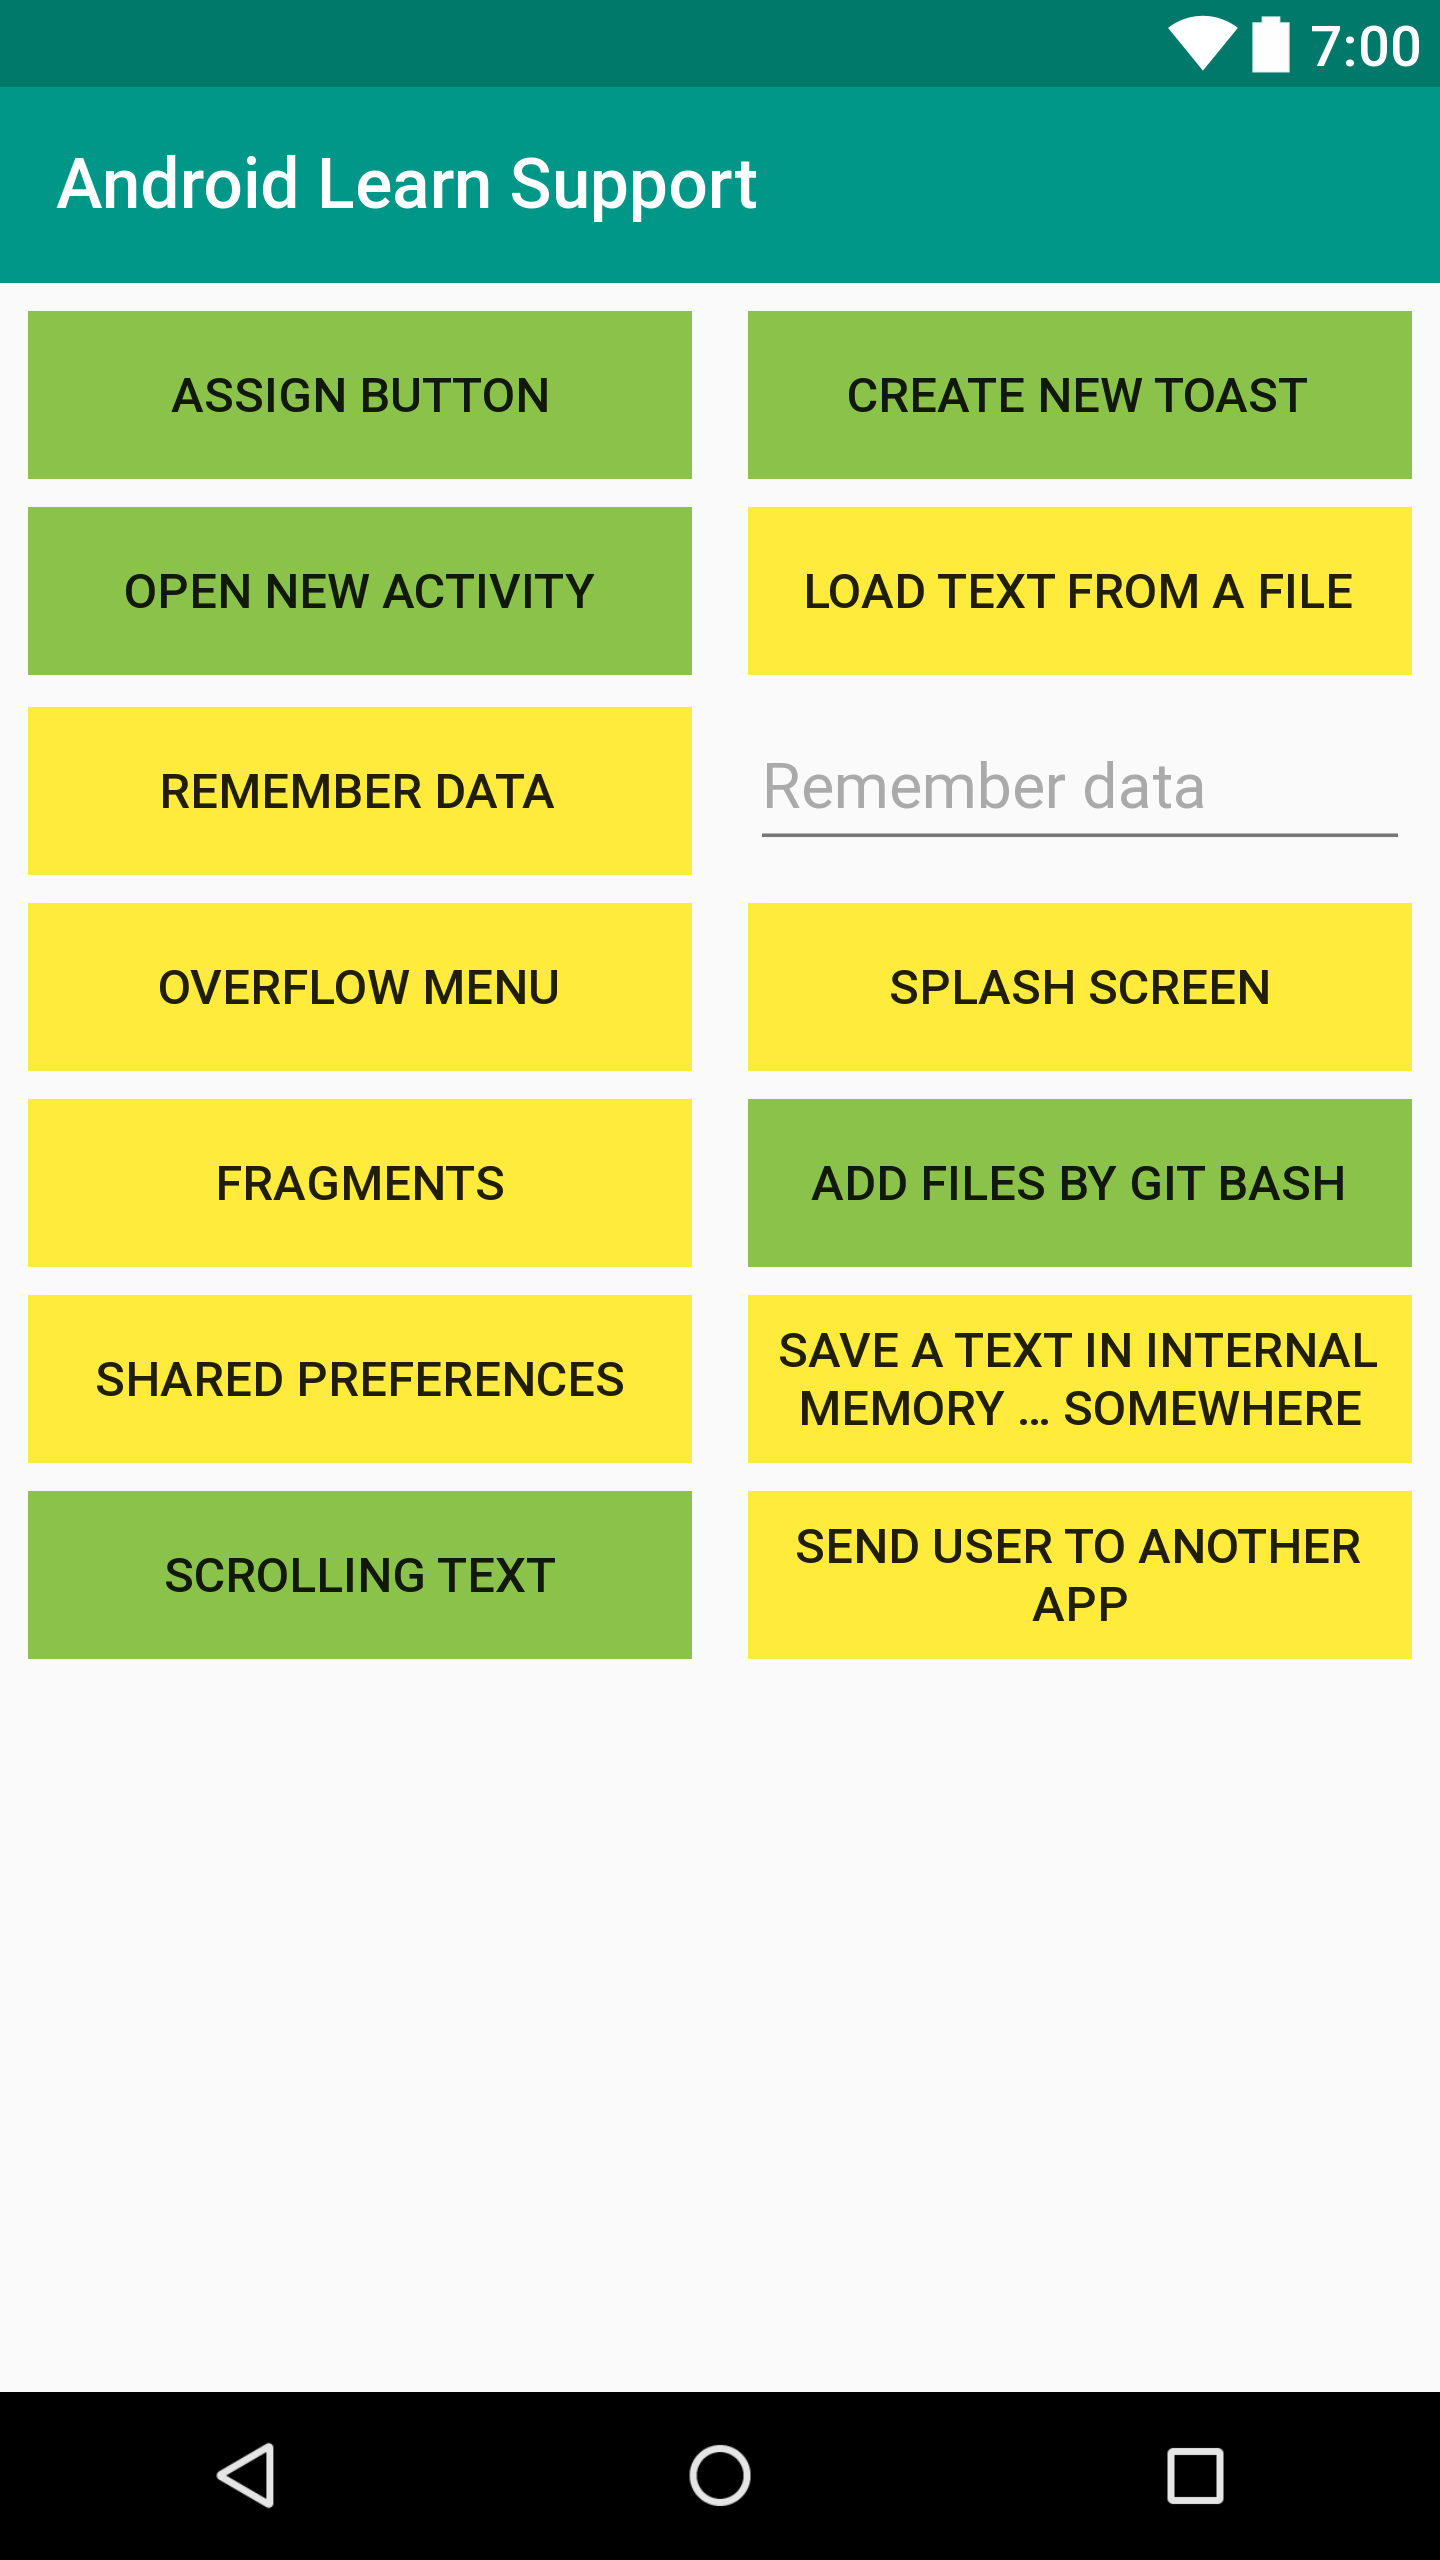 7:00
Android Learn Support
ASSIGN BUTTON
CREATE NEW TOAST
OPEN NEW ACTIVITY
LOAD TEXT FROM A FILE
REMEMBER DATA
Remember data
OVERFLOW MENU
SPLASH SCREEN
FRAGMENTS
ADD FILES BY GIT BASH
SHARED PREFERENCES
SAVE A TEXT IN INTERNAL
MEMORY ... SOMEWHERE
SCROLLING TEXT
SEND USER TO ANOTHER
APP